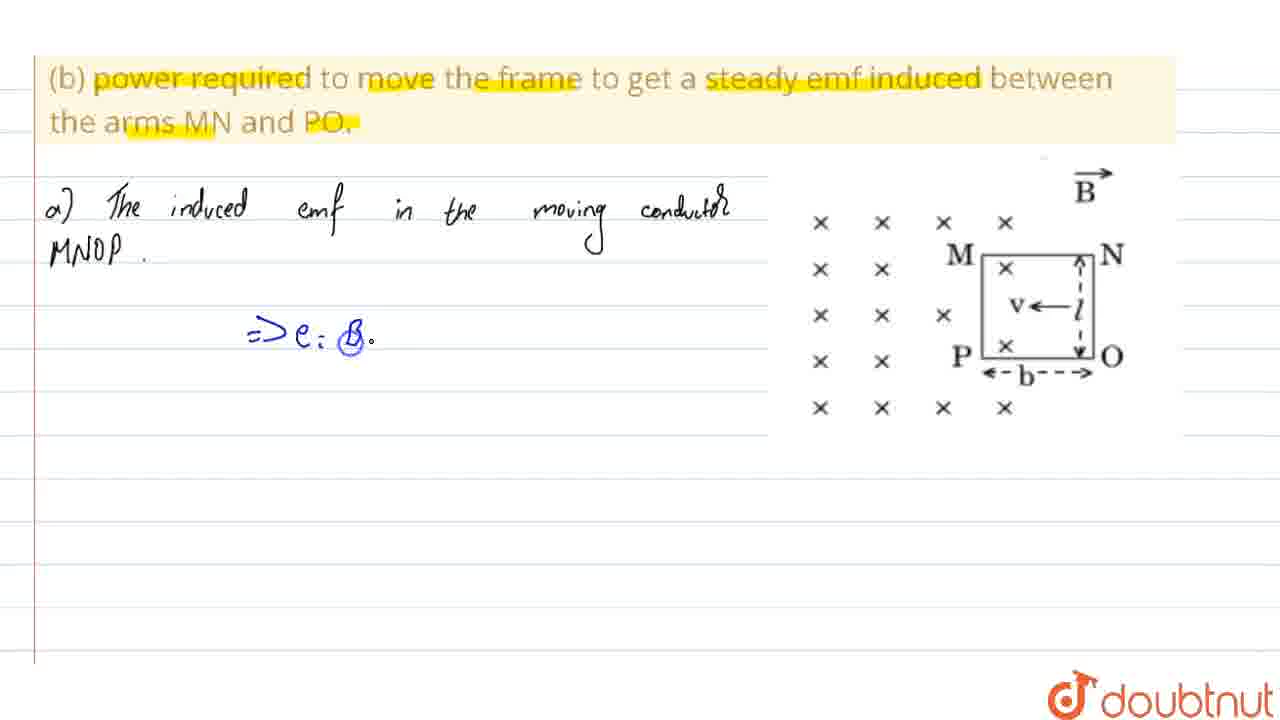 (b) power required to move the frame to get a steady emf induced between
the arms MN and PO.
a) The induced emf in the moving conductor
MNOP .
=> e = B.
B
× × × ×
M N
× × ×
v l
× × ×
× × ×
P O
b
× × × ×
doubtnut